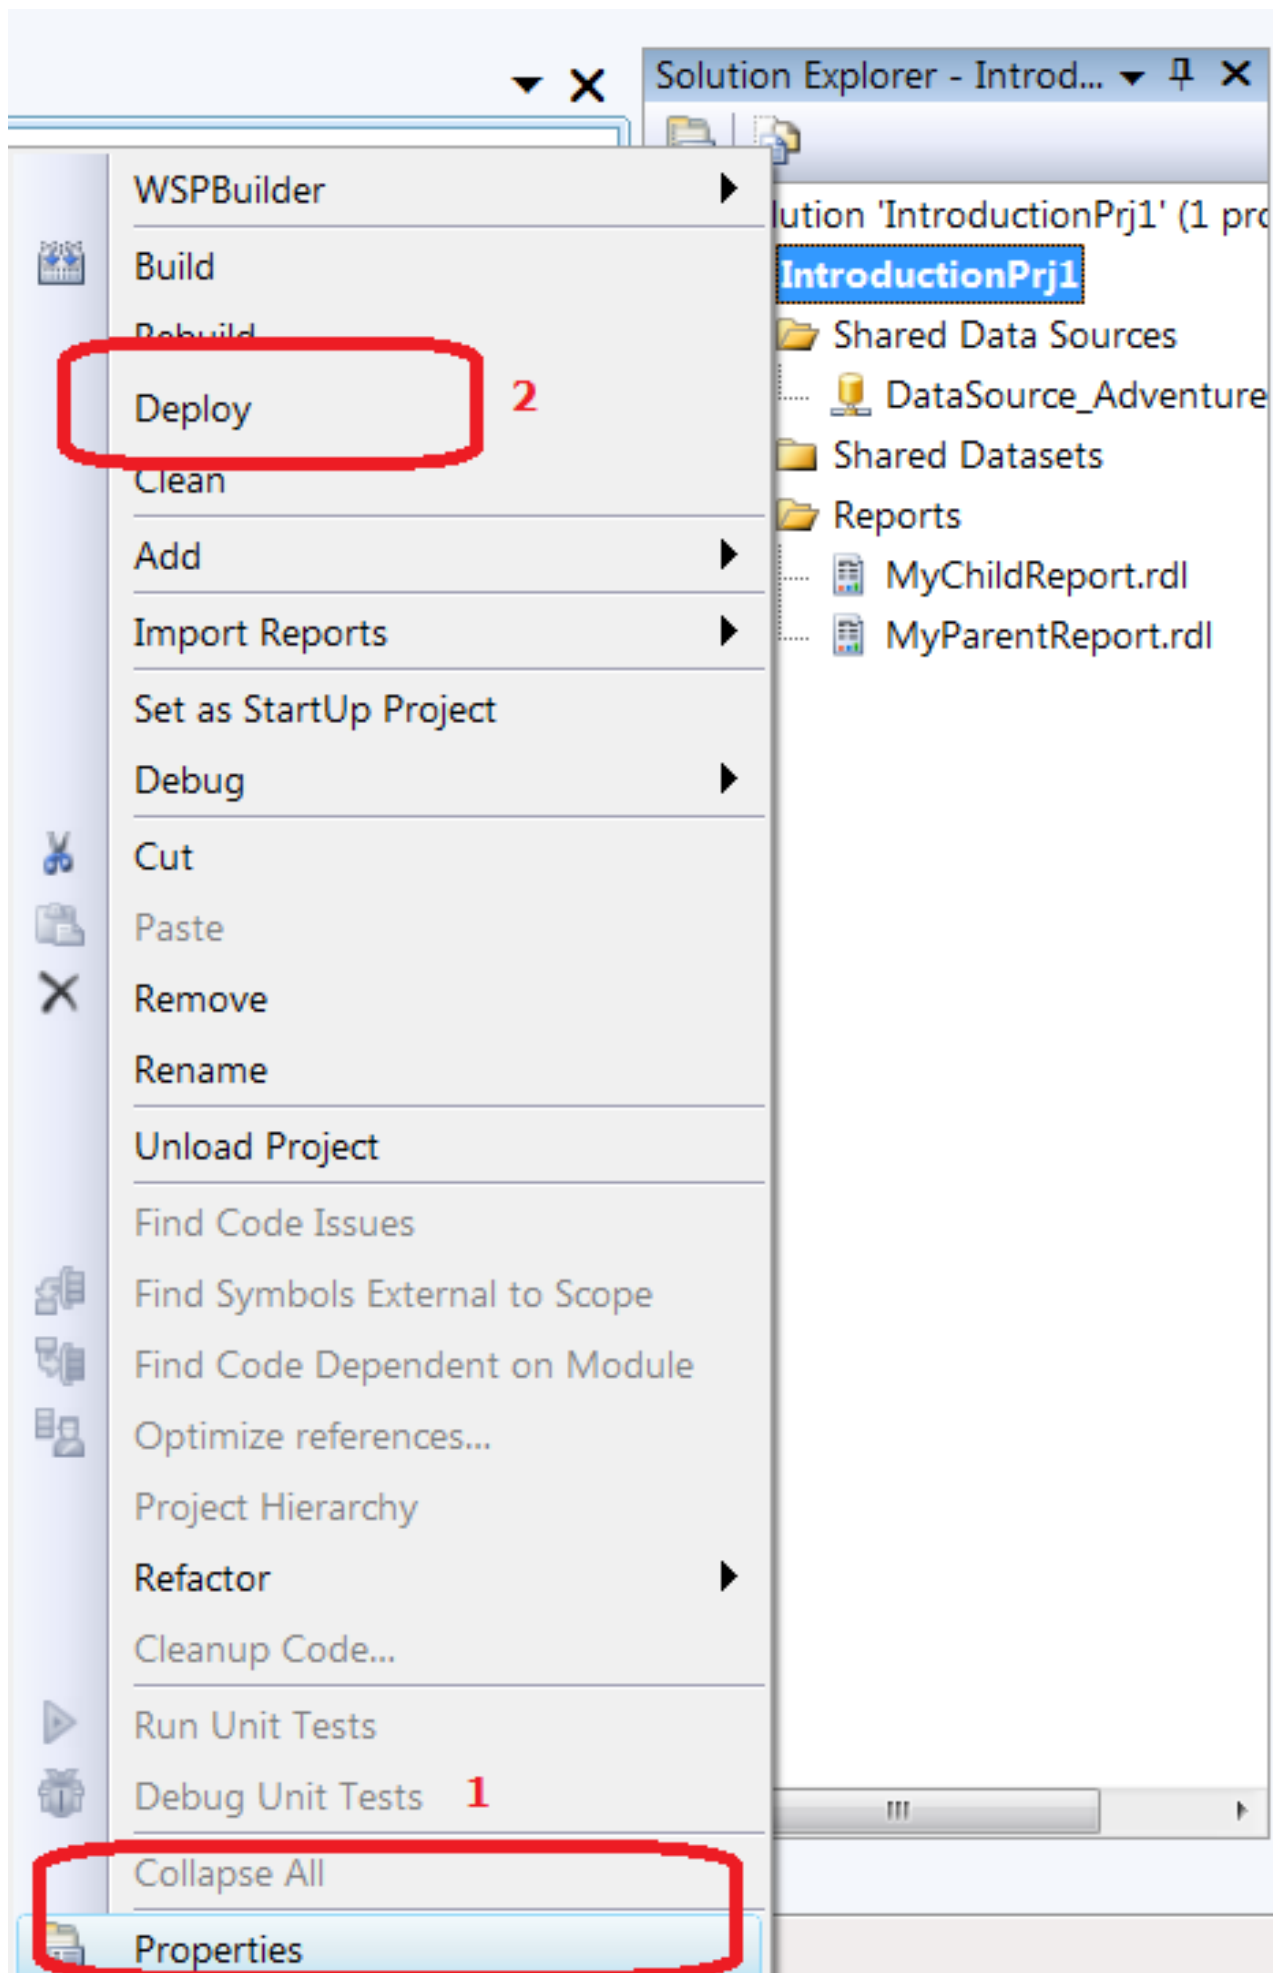 Solution Explorer - Introd...
WSPBuilder
Build
Rebuild
Deploy
2
Clean
Add
Import Reports
Set as StartUp Project
Debug
Cut
Paste
Remove
Rename
Unload Project
Find Code Issues
Find Symbols External to Scope
Find Code Dependent on Module
Optimize references...
Project Hierarchy
Refactor
Cleanup Code...
Run Unit Tests
Debug Unit Tests
1
Collapse All
Properties
lution 'IntroductionPrj1' (1 pro
IntroductionPrj1
Shared Data Sources
DataSource_Adventure
Shared Datasets
Reports
MyChildReport.rdl
MyParentReport.rdl